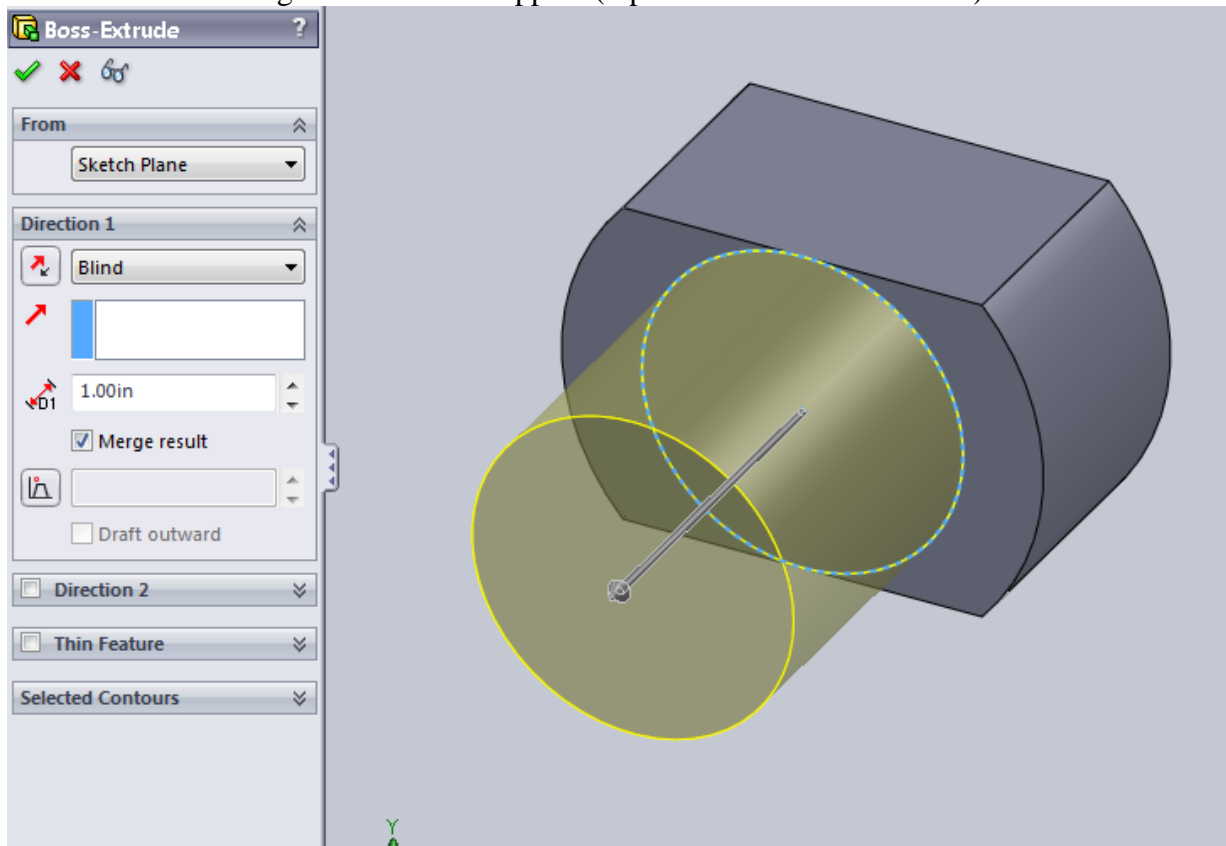 Boss-Extrude ?
From
Sketch Plane
Direction 1
Blind
D1
1.00in
Merge result
Draft outward
Direction 2
Thin Feature
Selected Contours
Y